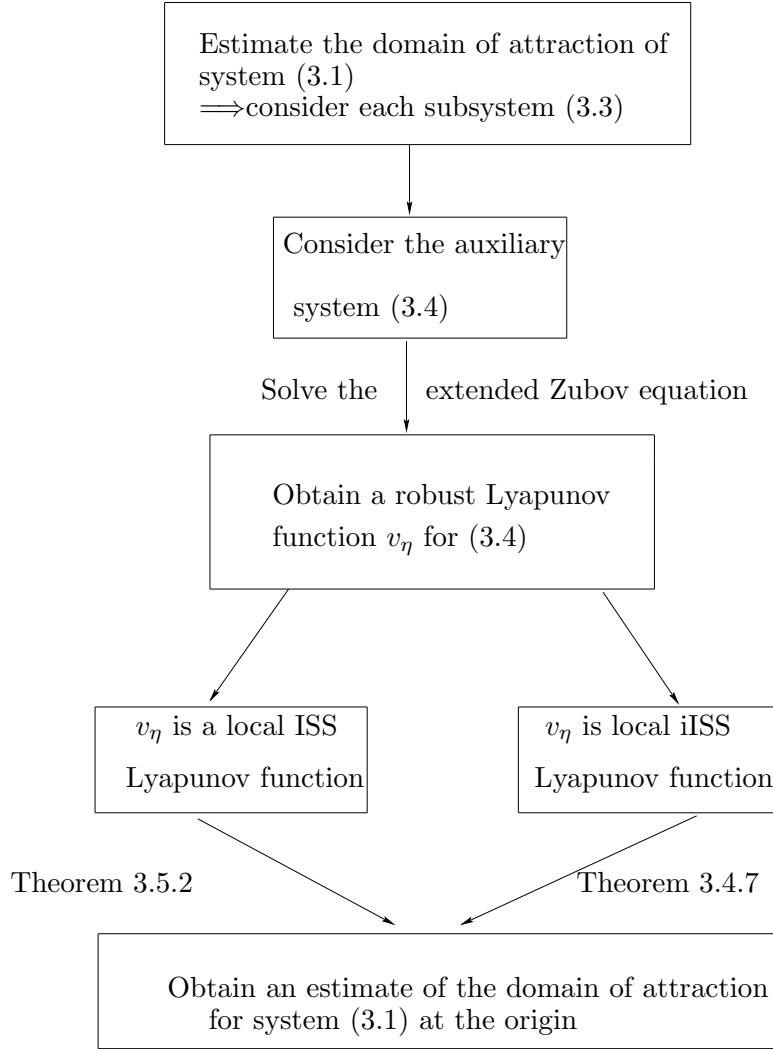 Estimate the domain of attraction of
system (3.1)
⟹consider each subsystem (3.3)
Consider the auxiliary
system (3.4)
Solve the extended Zubov equation
Obtain a robust Lyapunov
function v_η for (3.4)
v_η is a local ISS
Lyapunov function
v_η is local iISS
Lyapunov function
Theorem 3.5.2
Theorem 3.4.7
Obtain an estimate of the domain of attraction
for system (3.1) at the origin